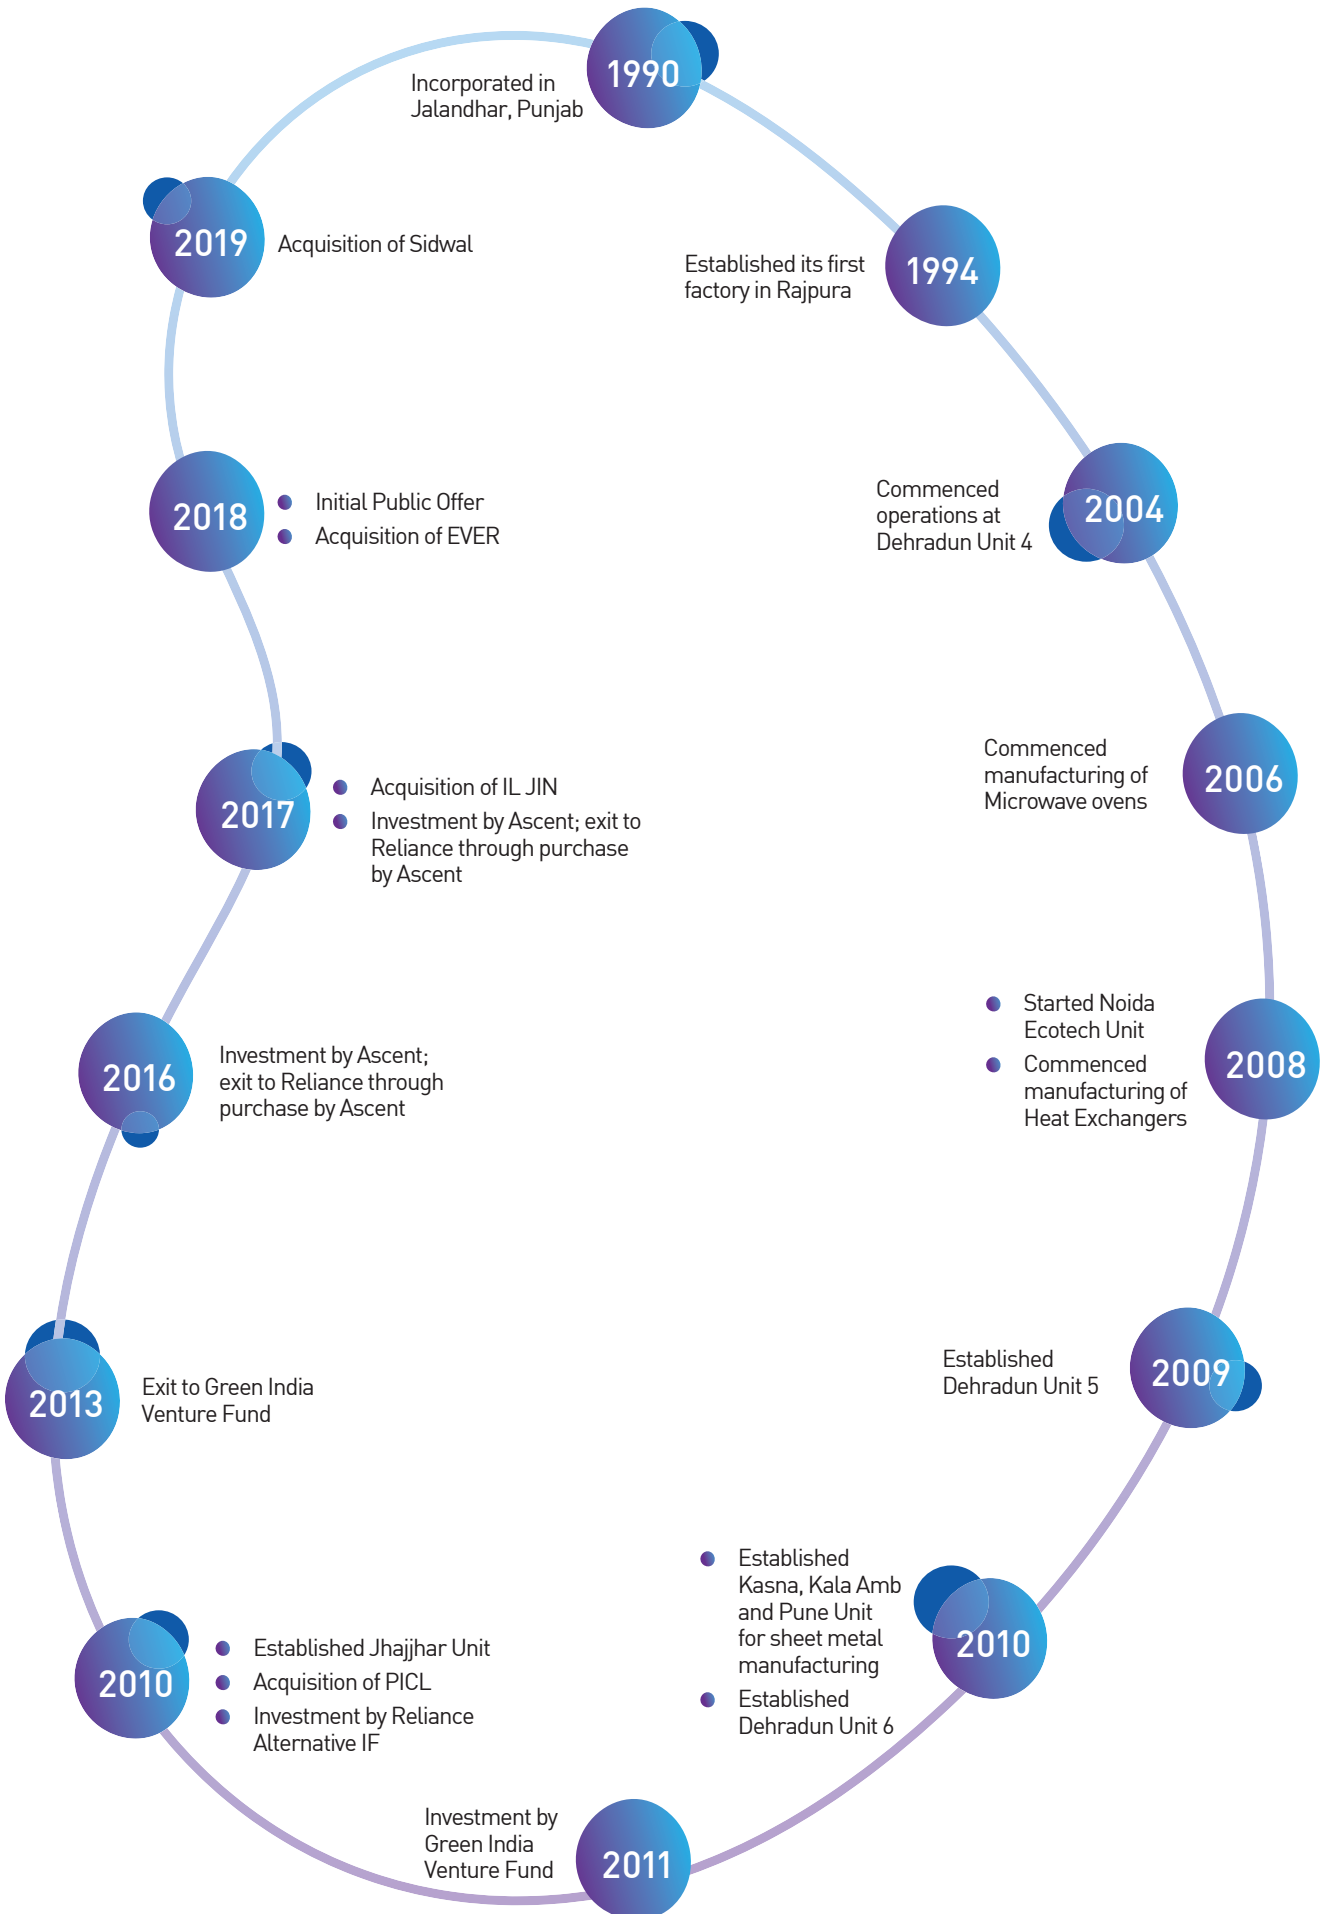 1990
Incorporated in
Jalandhar, Punjab
1994
Established its first
factory in Rajpura
2004
Commenced
operations at
Dehradun Unit 4
2006
Commenced
manufacturing of
Microwave ovens
2008
Started Noida
Ecotech Unit
Commenced
manufacturing of
Heat Exchangers
2009
Established
Dehradun Unit 5
2010
Established
Kasna, Kala Amb
and Pune Unit
for sheet metal
manufacturing
Established
Dehradun Unit 6
2011
Investment by
Green India
Venture Fund
2010
Established Jhajjhar Unit
Acquisition of PICL
Investment by Reliance
Alternative IF
2013
Exit to Green India
Venture Fund
2016
Investment by Ascent;
exit to Reliance through
purchase by Ascent
2017
Acquisition of IL JIN
Investment by Ascent; exit to
Reliance through purchase
by Ascent
2018
Initial Public Offer
Acquisition of EVER
2019
Acquisition of Sidwal